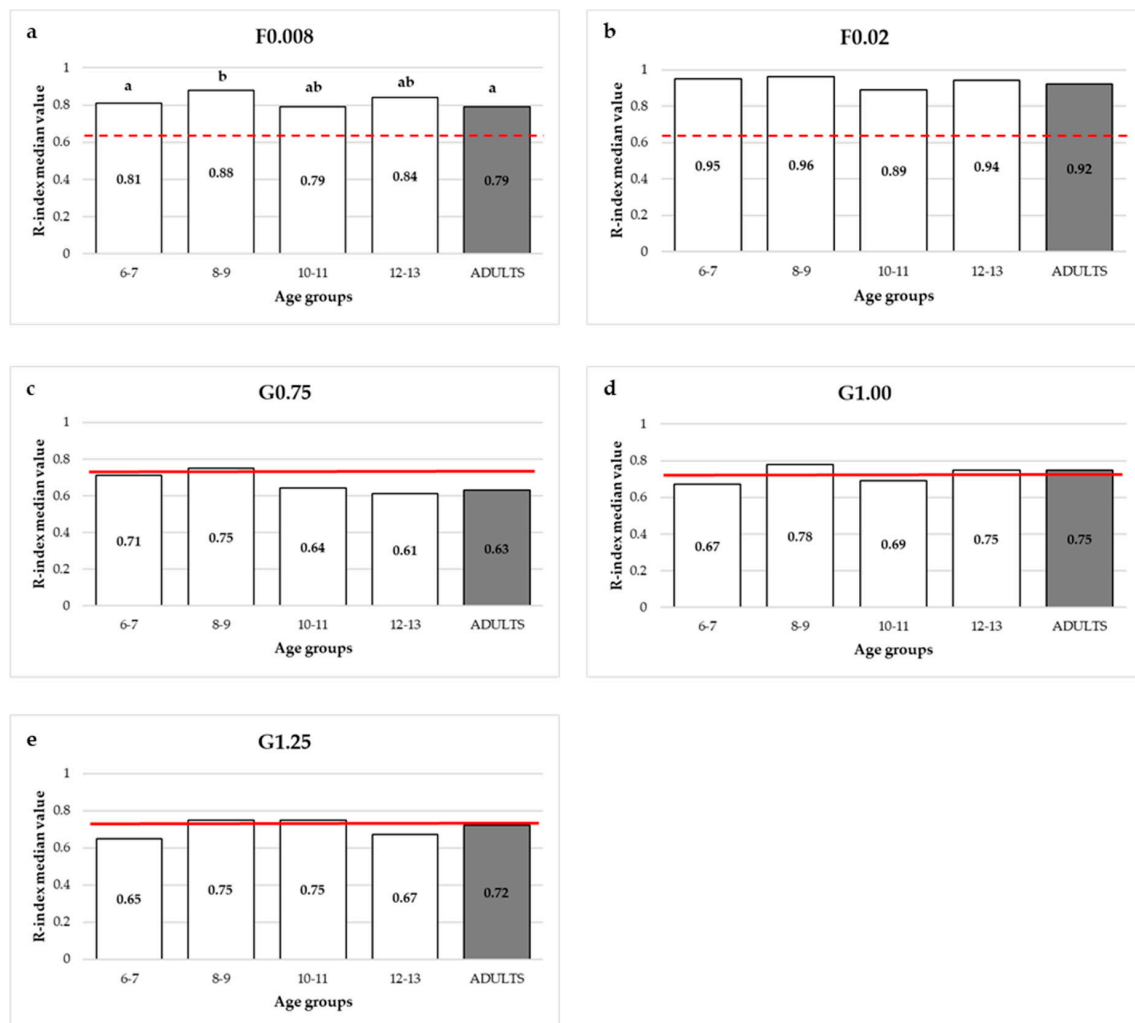 a
F0.008
R-index median value
1
0.8
0.6
0.4
0.2
0
a
b
ab
ab
a
0.81
0.88
0.79
0.84
0.79
6-7
8-9
10-11
12-13
ADULTS
Age groups
b
F0.02
R-index median value
1
0.8
0.6
0.4
0.2
0
0.95
0.96
0.89
0.94
0.92
6-7
8-9
10-11
12-13
ADULTS
Age groups
c
G0.75
R-index median value
1
0.8
0.6
0.4
0.2
0
0.71
0.75
0.64
0.61
0.63
6-7
8-9
10-11
12-13
ADULTS
Age groups
d
G1.00
R-index median value
1
0.8
0.6
0.4
0.2
0
0.67
0.78
0.69
0.75
0.75
6-7
8-9
10-11
12-13
ADULTS
Age groups
e
G1.25
R-index median value
1
0.8
0.6
0.4
0.2
0
0.65
0.75
0.75
0.67
0.72
6-7
8-9
10-11
12-13
ADULTS
Age groups